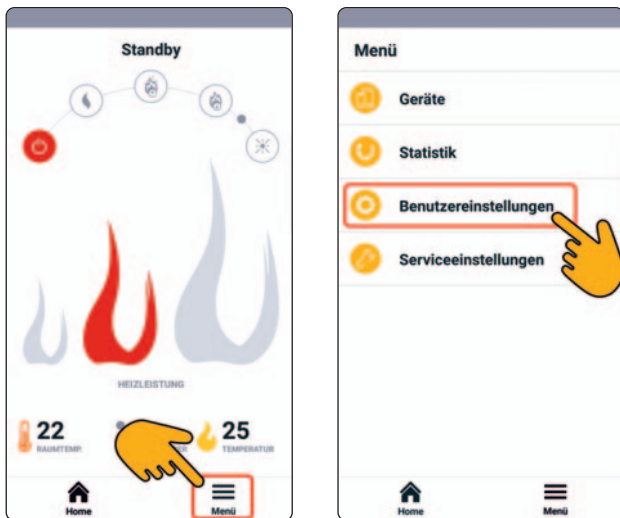 Standby
HEIZLEISTUNG
22
RAUMTEMP.
25
TEMPERATUR
Home
Menü
Menü
Geräte
Statistik
Benutzereinstellungen
Serviceeinstellungen
Home
Menü